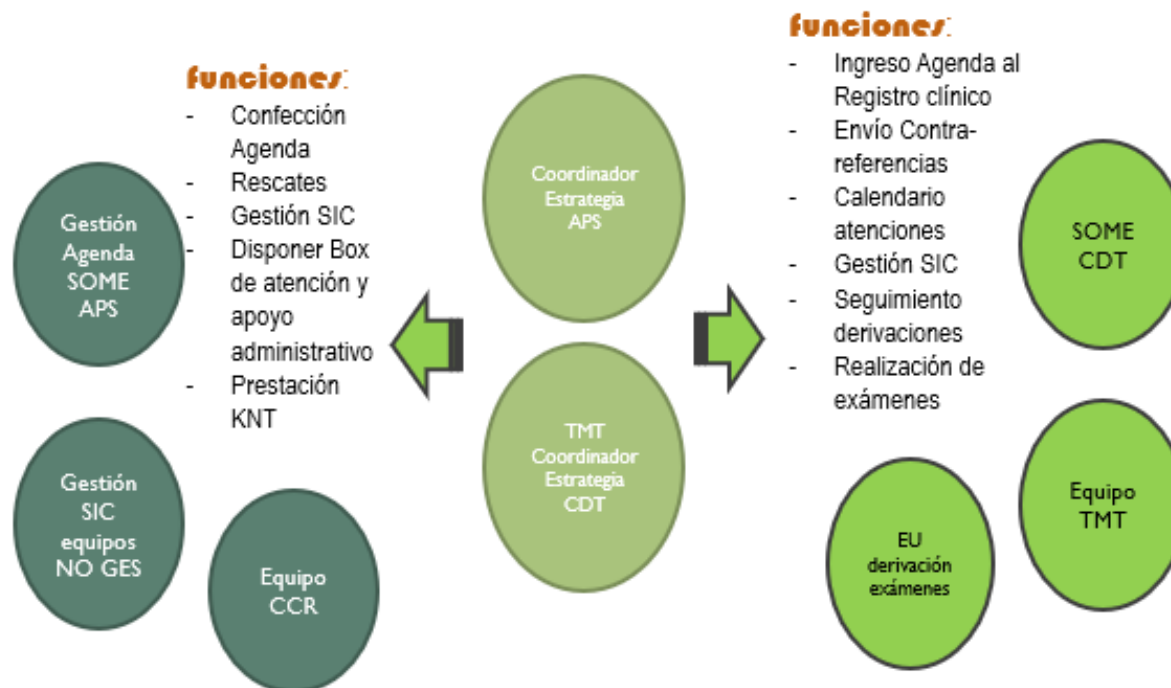 Funciones:
- Confección
Agenda
- Rescates
- Gestión SIC
- Disponer Box
de atención y
apoyo
administrativo
- Prestación
KNT
Gestión
Agenda
SOME
APS
Gestión
SIC
equipos
NO GES
Equipo
CCR
Coordinador
Estrategia
APS
TMT
Coordinador
Estrategia
CDT
Funciones:
- Ingreso Agenda al
Registro clínico
- Envío Contra-
referencias
- Calendario
atenciones
- Gestión SIC
- Seguimiento
derivaciones
- Realización de
exámenes
SOME
CDT
Equipo
TMT
EU
derivación
exámenes